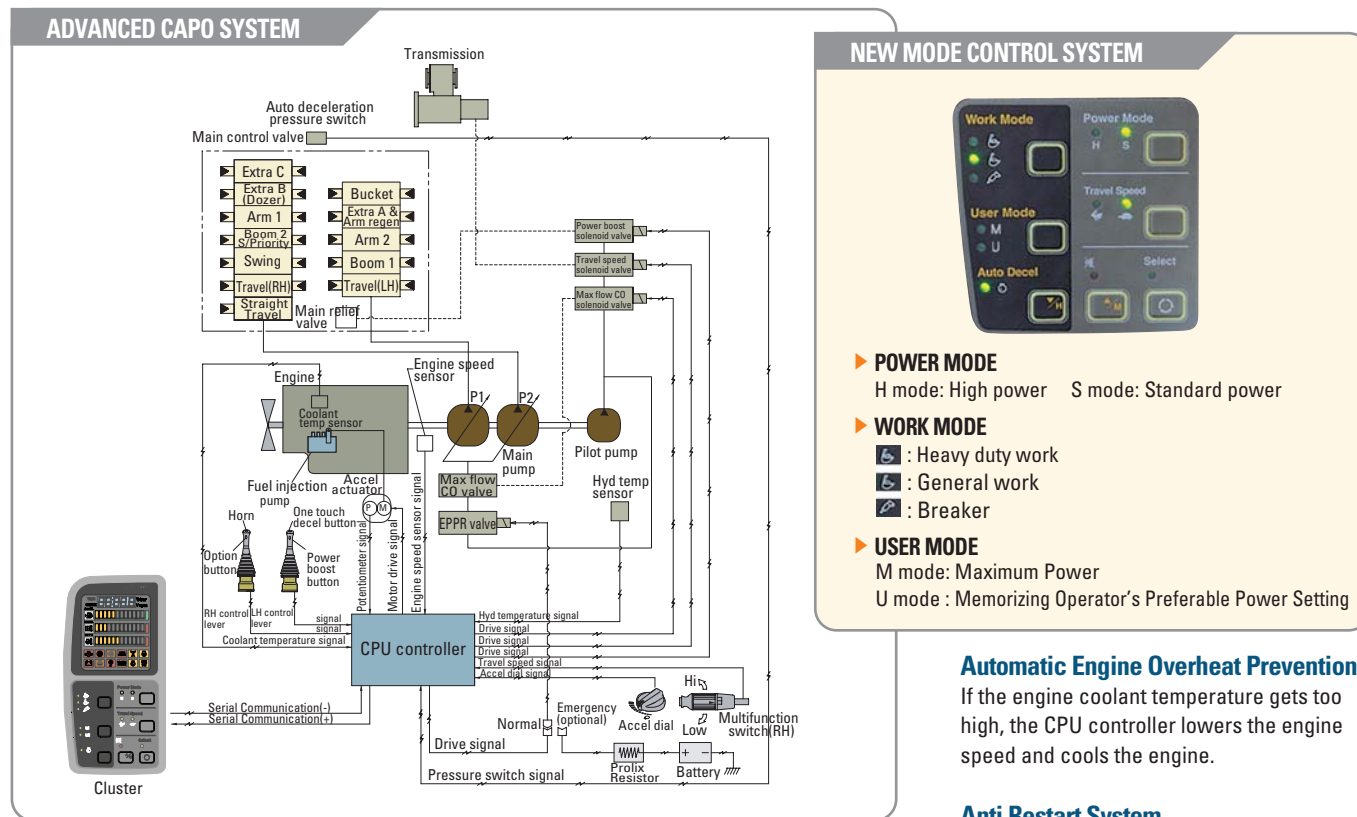 ADVANCED CAPO SYSTEM
Transmission
Auto deceleration
pressure switch
Main control valve
Extra C
Extra B
(Dozer)
Arm 1
Boom 2
S/Priority
Swing
Travel(RH)
Straight
Travel
Bucket
Extra A &
Arm regen
Arm 2
Boom 1
Travel(LH)
Main relief
valve
Power boost
solenoid valve
Travel speed
solenoid valve
Max flow CO
solenoid valve
Engine
Engine speed
sensor
Coolant
temp sensor
P1
P2
Main
pump
Pilot pump
Fuel injection
pump
Accel
actuator
P M
Max flow
CO valve
EPPR valve
Hyd temp
sensor
Horn
One touch
decel button
Option
button
Power
boost
button
RH control
lever
LH control
lever
Potentiometer signal
Motor drive signal
Engine speed sensor signal
signal
signal
Coolant temperature signal
CPU controller
Hyd temperature signal
Drive signal
Drive signal
Drive signal
Travel speed signal
Accel dial signal
Serial Communication(-)
Serial Communication(+)
Drive signal
Pressure switch signal
Normal
Emergency
(optional)
Accel dial
Hi
Low
Multifunction
switch(RH)
Prolix
Resistor
+ -
Battery
Cluster
NEW MODE CONTROL SYSTEM
Work Mode
User Mode
M
U
Auto Decel
Power Mode
H S
Travel Speed
Select
H
M
POWER MODE
H mode: High power S mode: Standard power
WORK MODE
: Heavy duty work
: General work
: Breaker
USER MODE
M mode: Maximum Power
U mode : Memorizing Operator's Preferable Power Setting
Automatic Engine Overheat Prevention
If the engine coolant temperature gets too
high, the CPU controller lowers the engine
speed and cools the engine.
Anti Restart System